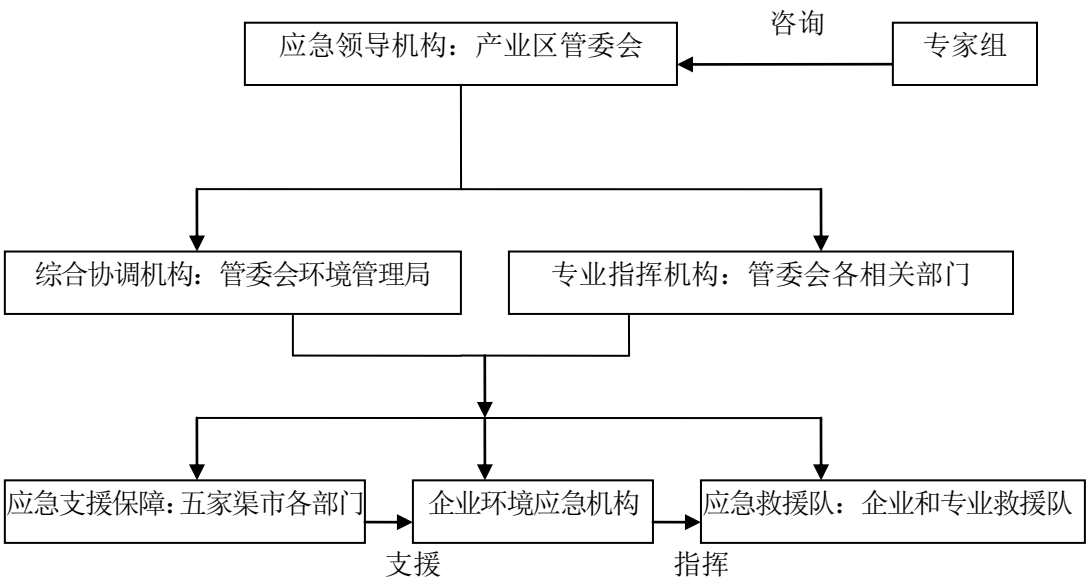 咨询
应急领导机构：产业区管委会
专家组
综合协调机构：管委会环境管理局
专业指挥机构：管委会各相关部门
应急支援保障：五家渠市各部门
企业环境应急机构
应急救援队：企业和专业救援队
支援
指挥